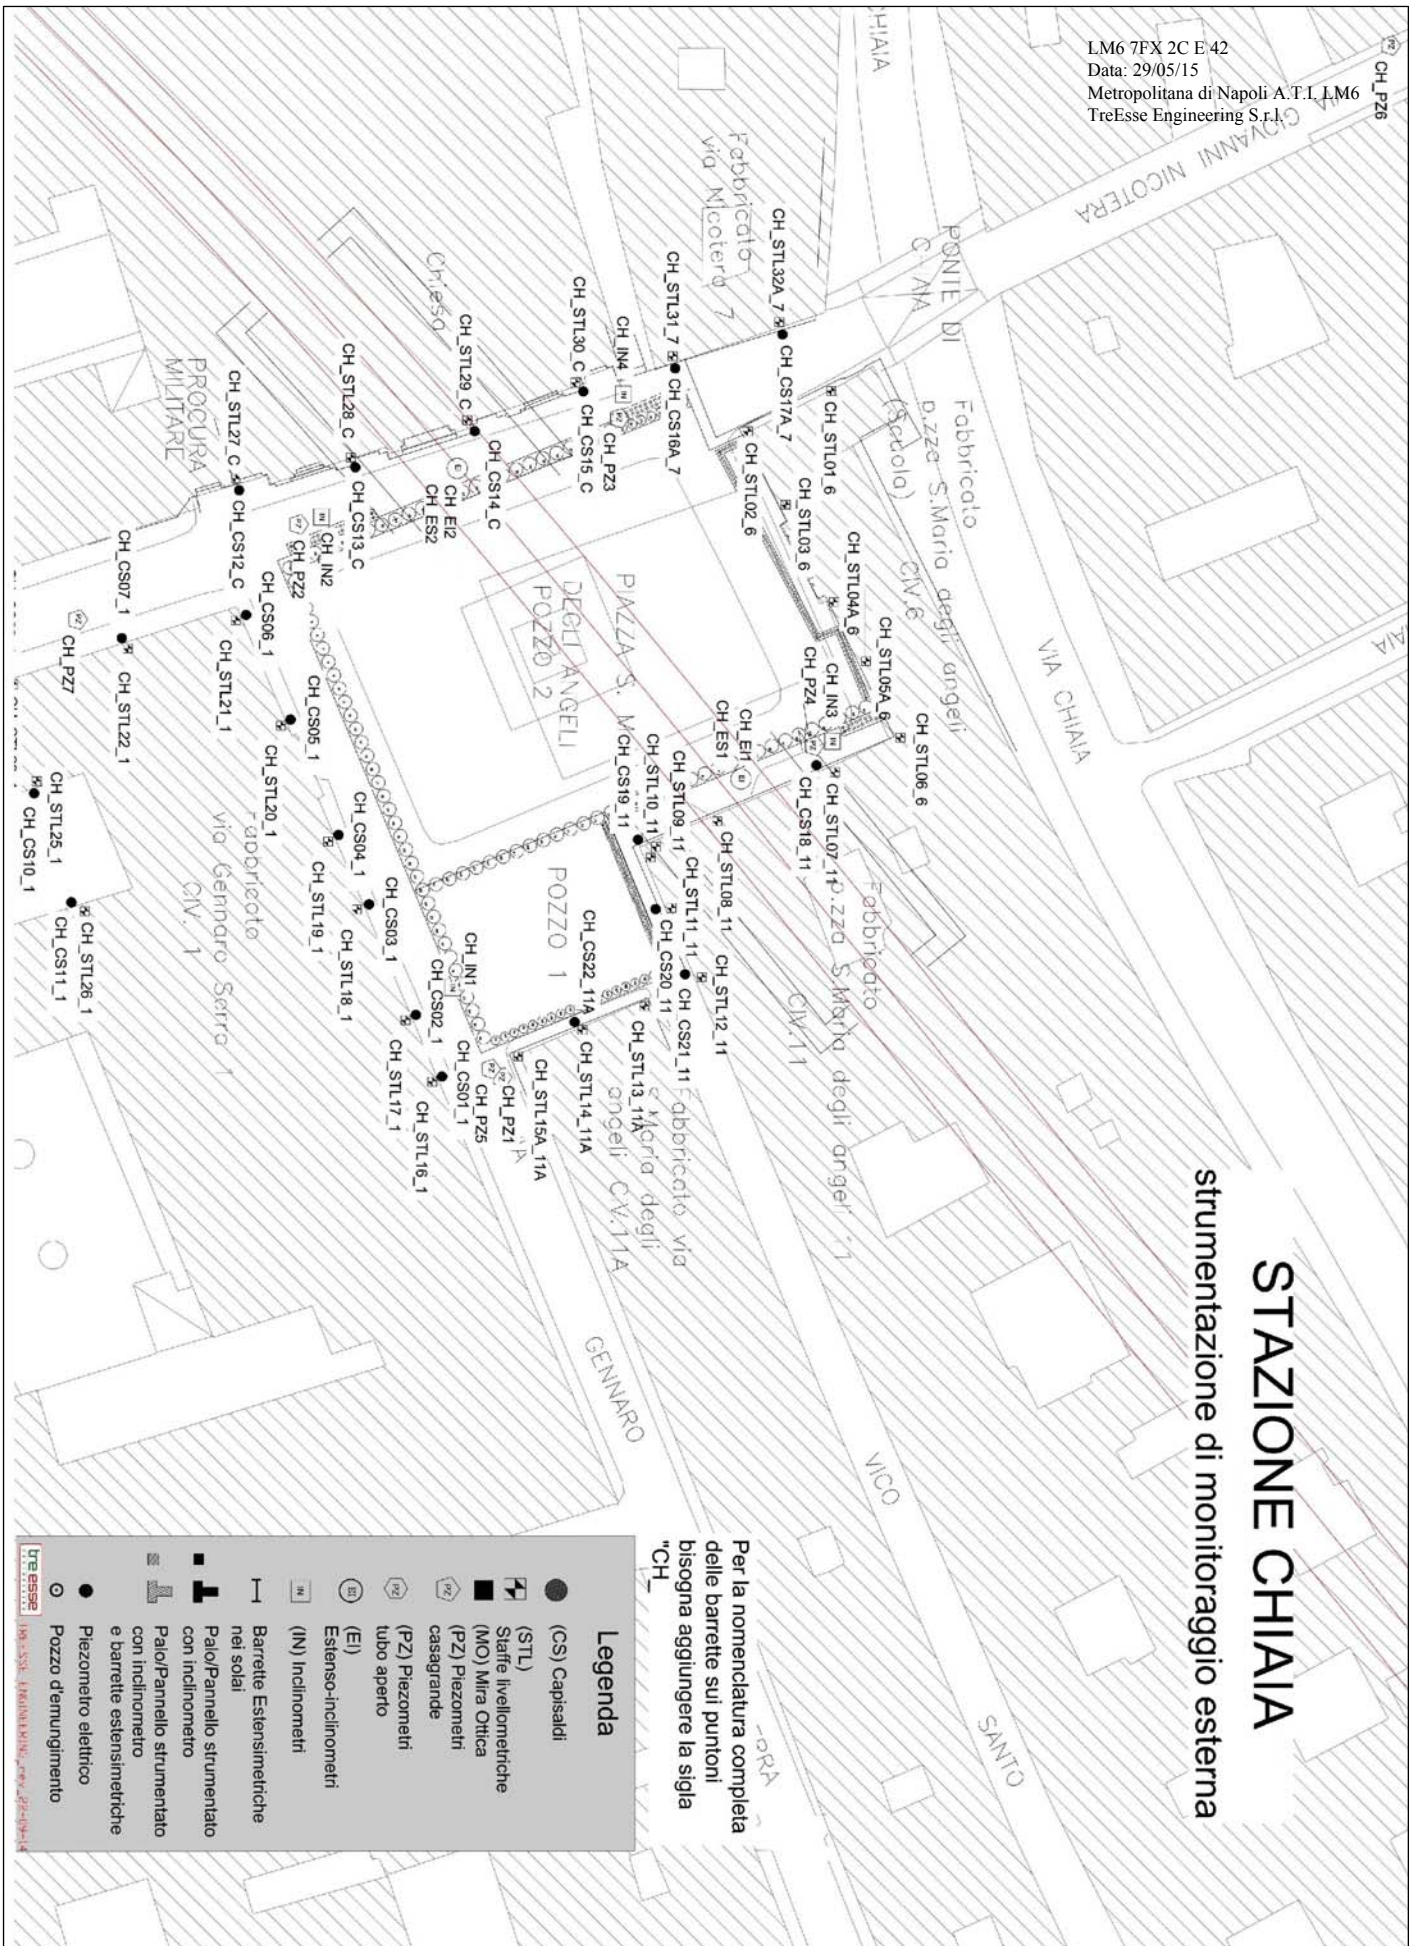 LM6 7FX 2C E 42
Data: 29/05/15
Metropolitana di Napoli A.T.I. LM6
TreEsse Engineering S.r.l.
STAZIONE CHIAIA
strumentazione di monitoraggio esterna
CH_PZ6
VIA GIOVANNI NICOTERA
CHIAIA
PONTE DI
VIA CHIAIA
Fabbricato
via Nicotera 7
Fabbricato
p.zza S.Maria degli angeli
CIV.6
(Scuola)
CH_STL32A_7
CH_CS17A_7
CH_STL31_7
CH_CS16A_7
CH_STL01_6
CH_STL02_6
CH_STL03_6
CH_STL04A_6
CH_STL05A_6
CH_STL06_6
CH_IN3
CH_PZ4
CH_IN4
CH_PZ3
CH_STL30_C
CH_CS15_C
CH_STL29_C
CH_CS14_C
CH_EI2
CH_ES2
Chiesa
CH_STL28_C
CH_CS13_C
CH_IN2
CH_PZ2
CH_STL27_C
CH_CS12_C
PROCURA
MILITARE
PIAZZA S. M
DEGLI ANGELI
POZZO 2
CH_EI1
CH_ES1
CH_STL07_11
CH_CS18_11
CH_STL08_11
CH_STL09_11
CH_STL10_11
CH_CS19_11
CH_STL11_11
CH_CS20_11
CH_STL12_11
CH_CS21_11
Fabbricato
p.zza S.Maria degli angeli 11
CIV.11
CH_STL13_11A
CH_CS22_11A
CH_STL14_11A
CH_STL15A_11A
Fabbricato via
S.Maria degli
angeli CV.11A
POZZO 1
CH_IN1
CH_PZ1
CH_PZ5
CH_CS01_1
CH_STL16_1
CH_CS02_1
CH_STL17_1
CH_CS03_1
CH_STL18_1
CH_CS04_1
CH_STL19_1
CH_CS05_1
CH_STL20_1
CH_CS06_1
CH_STL21_1
CH_CS07_1
CH_STL22_1
CH_PZ7
Fabbricato
via Gennaro Serra 1
CIV. 1
CH_STL25_1
CH_CS10_1
CH_STL26_1
CH_CS11_1
GENNARO
VICO
SANTO
Per la nomenclatura completa
delle barrette sui puntoni
bisogna aggiungere la sigla
"CH_
Legenda
(CS) Capisaldi
(STL)
Staffe livellometriche
(MO) Mira Ottica
(PZ) Piezometri
casagrande
(PZ) Piezometri
tubo aperto
(EI)
Estenso-inclinometri
(IN) Inclinometri
Barrette Estensimetriche
nei solai
Palo/Pannello strumentato
con inclinometro
Palo/Pannello strumentato
con inclinometro
e barrette estensimetriche
Piezometro elettrico
Pozzo d'emungimento
tre esse